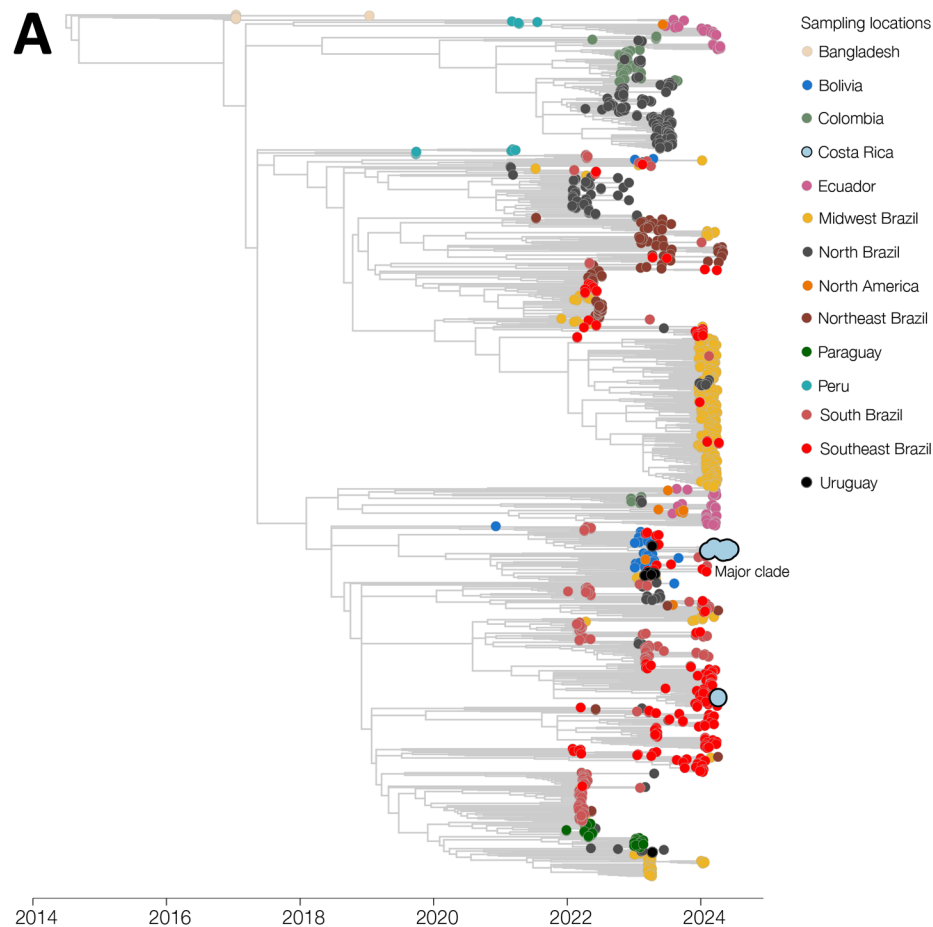 A
Sampling locations
Bangladesh
Bolivia
Colombia
Costa Rica
Ecuador
Midwest Brazil
North Brazil
North America
Northeast Brazil
Paraguay
Peru
South Brazil
Southeast Brazil
Uruguay
Major clade
2014 2016 2018 2020 2022 2024